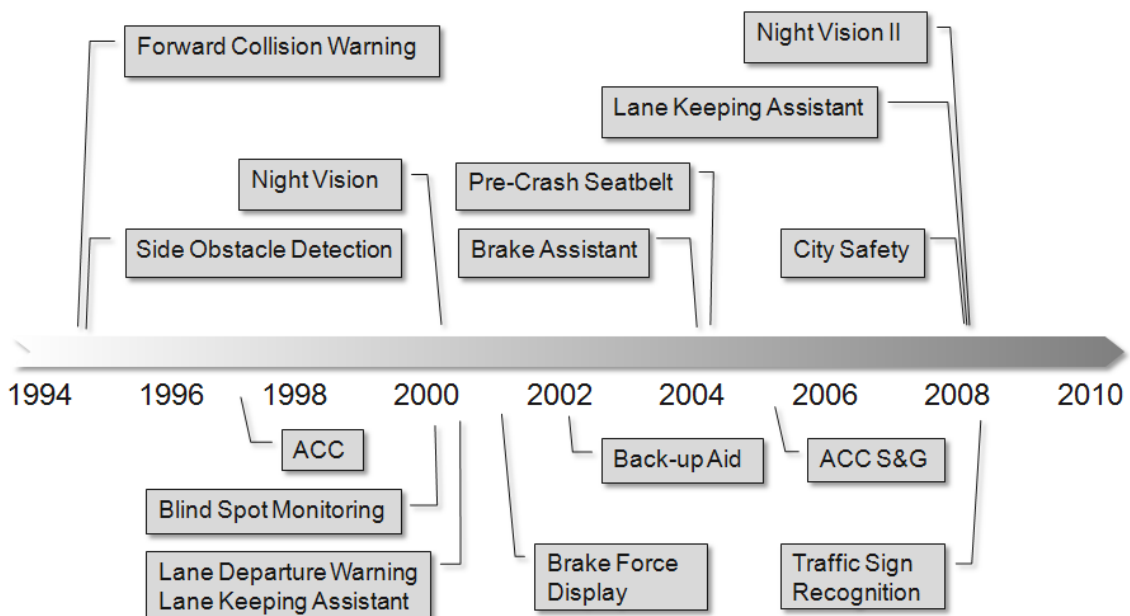 Forward Collision Warning
Night Vision II
Lane Keeping Assistant
Night Vision
Pre-Crash Seatbelt
Side Obstacle Detection
Brake Assistant
City Safety
1994 1996 1998 2000 2002 2004 2006 2008 2010
ACC
Back-up Aid
ACC S&G
Blind Spot Monitoring
Lane Departure Warning
Lane Keeping Assistant
Brake Force
Display
Traffic Sign
Recognition